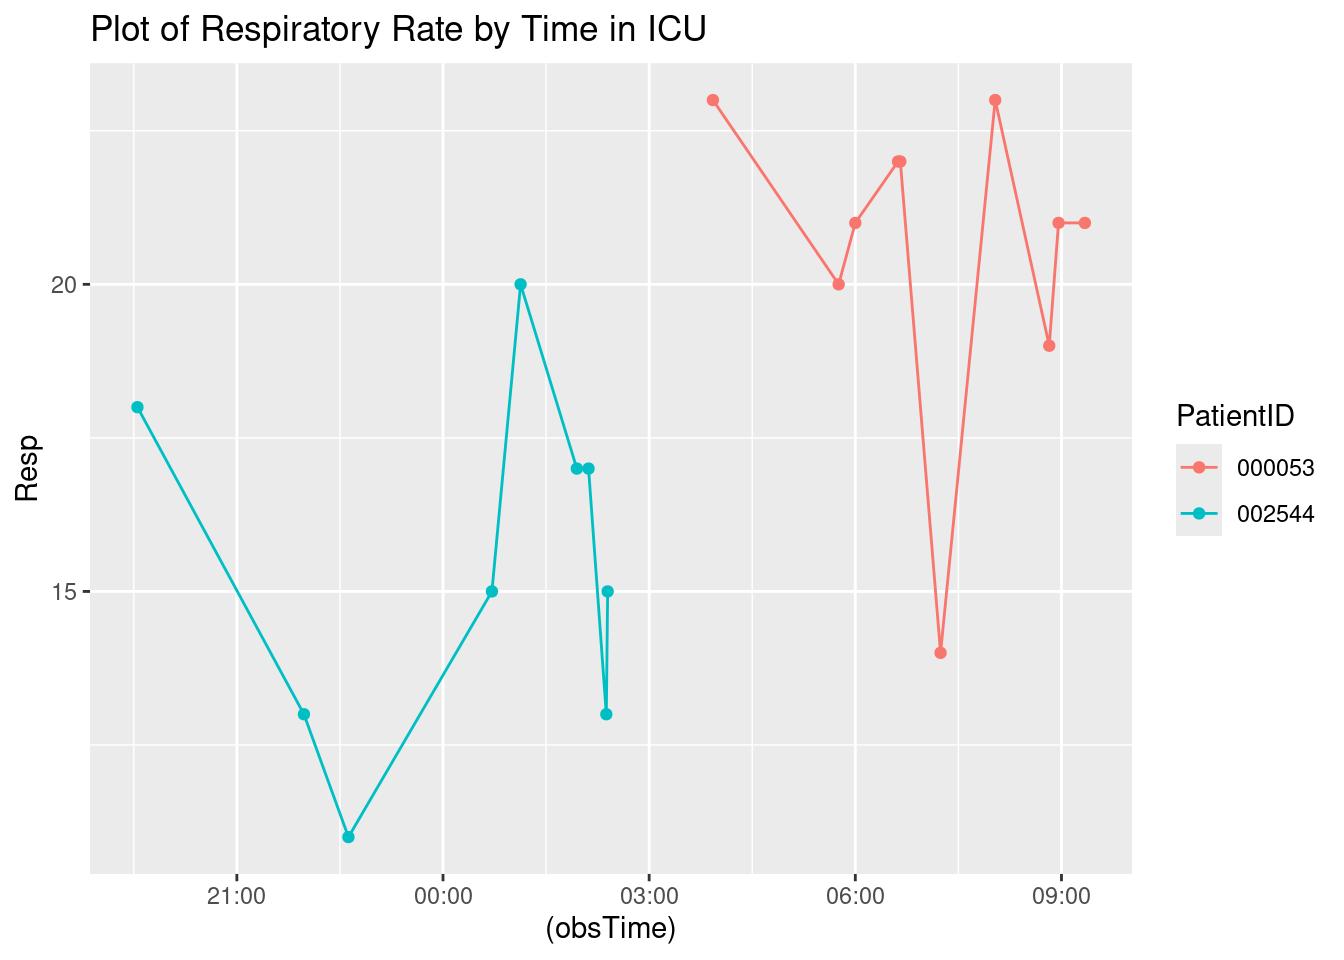 Plot of Respiratory Rate by Time in ICU
20
15
Resp
21:00 00:00 03:00 06:00 09:00
(obsTime)
PatientID
000053
002544